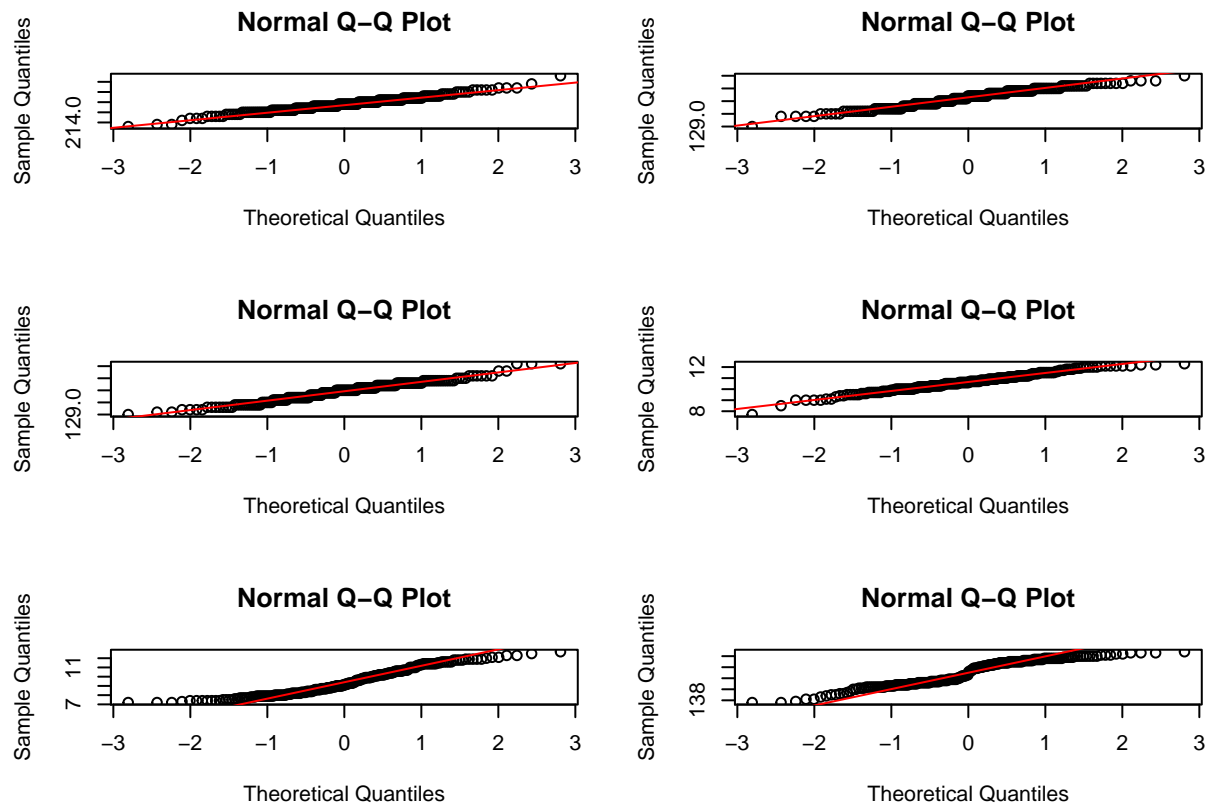 Normal Q−Q Plot
Sample Quantiles
214.0
−3 −2 −1 0 1 2 3
Theoretical Quantiles
Normal Q−Q Plot
Sample Quantiles
129.0
−3 −2 −1 0 1 2 3
Theoretical Quantiles
Normal Q−Q Plot
Sample Quantiles
129.0
−3 −2 −1 0 1 2 3
Theoretical Quantiles
Normal Q−Q Plot
Sample Quantiles
12
8
−3 −2 −1 0 1 2 3
Theoretical Quantiles
Normal Q−Q Plot
Sample Quantiles
11
7
−3 −2 −1 0 1 2 3
Theoretical Quantiles
Normal Q−Q Plot
Sample Quantiles
138
−3 −2 −1 0 1 2 3
Theoretical Quantiles